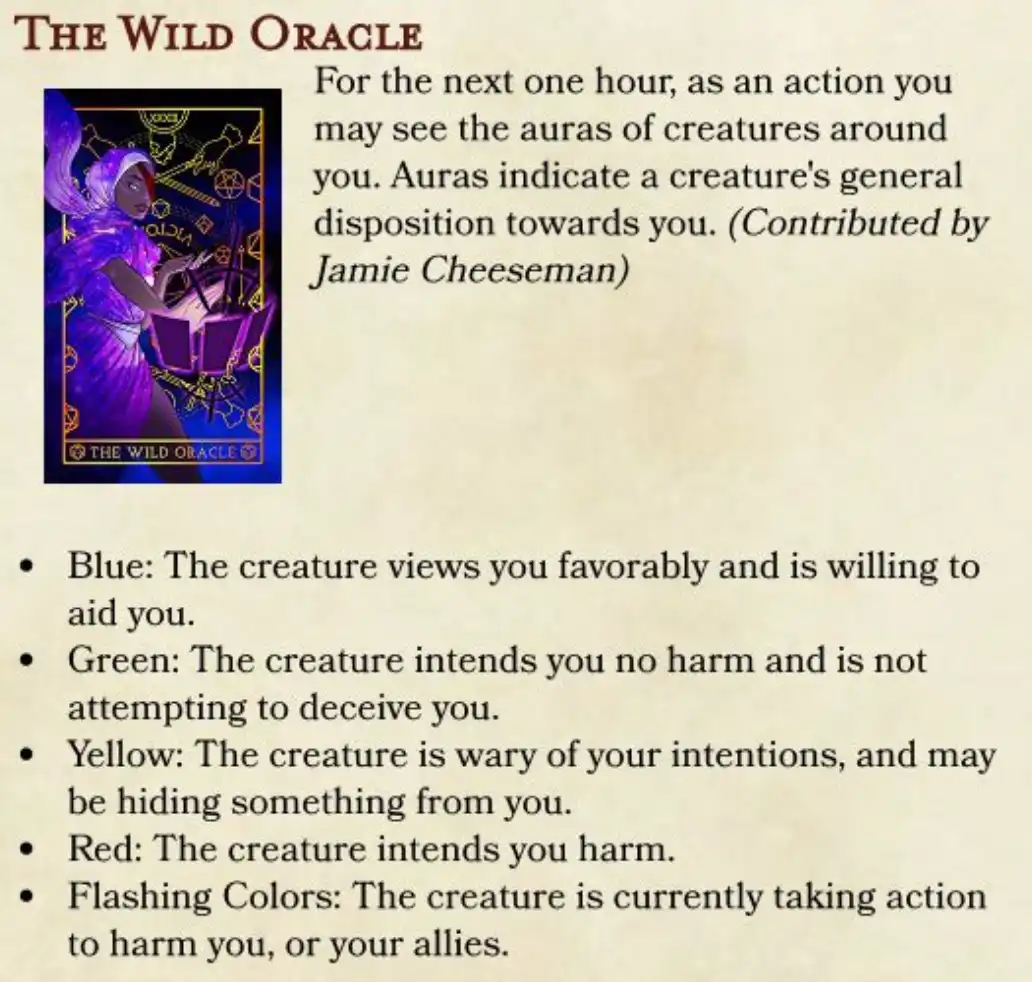 THE WILD ORACLE
For the next one hour, as an action you
may see the auras of creatures around
you. Auras indicate a creature's general
disposition towards you. (Contributed by
Jamie Cheeseman)
XXXII
THE WILD ORACLE
• Blue: The creature views you favorably and is willing to
aid you.
• Green: The creature intends you no harm and is not
attempting to deceive you.
• Yellow: The creature is wary of your intentions, and may
be hiding something from you.
• Red: The creature intends you harm.
• Flashing Colors: The creature is currently taking action
to harm you, or your allies.